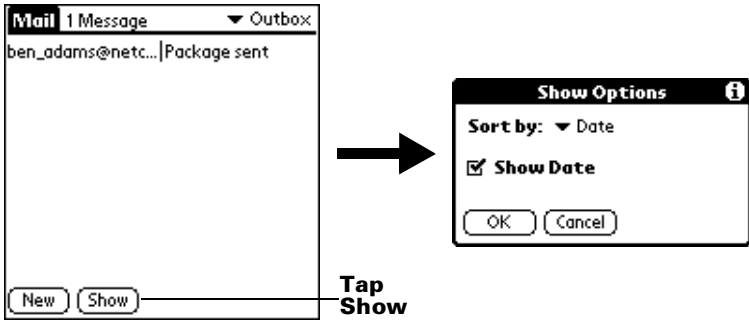 Mail 1 Message Outbox
ben_adams@netc... Package sent
New Show
Tap
Show
Show Options
Sort by: Date
Show Date
OK Cancel